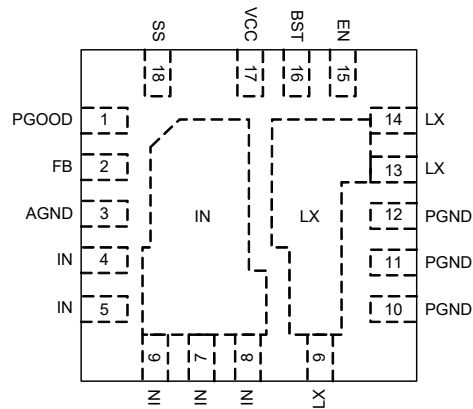 SS
VCC
BST
EN
18
17
16
15
PGOOD 1
14 LX
FB 2
13 LX
AGND 3
12 PGND
IN
LX
IN 4
11 PGND
IN 5
10 PGND
6
7
8
9
IN
IN
IN
LX